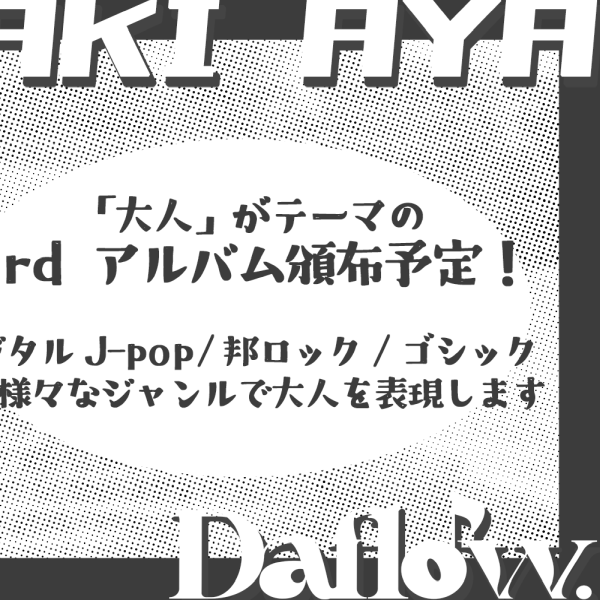 AKI AYA
「大人」がテーマの
rd アルバム頒布予定！
ジタル J-pop/ 邦ロック / ゴシック
様々なジャンルで大人を表現します
Daflow.